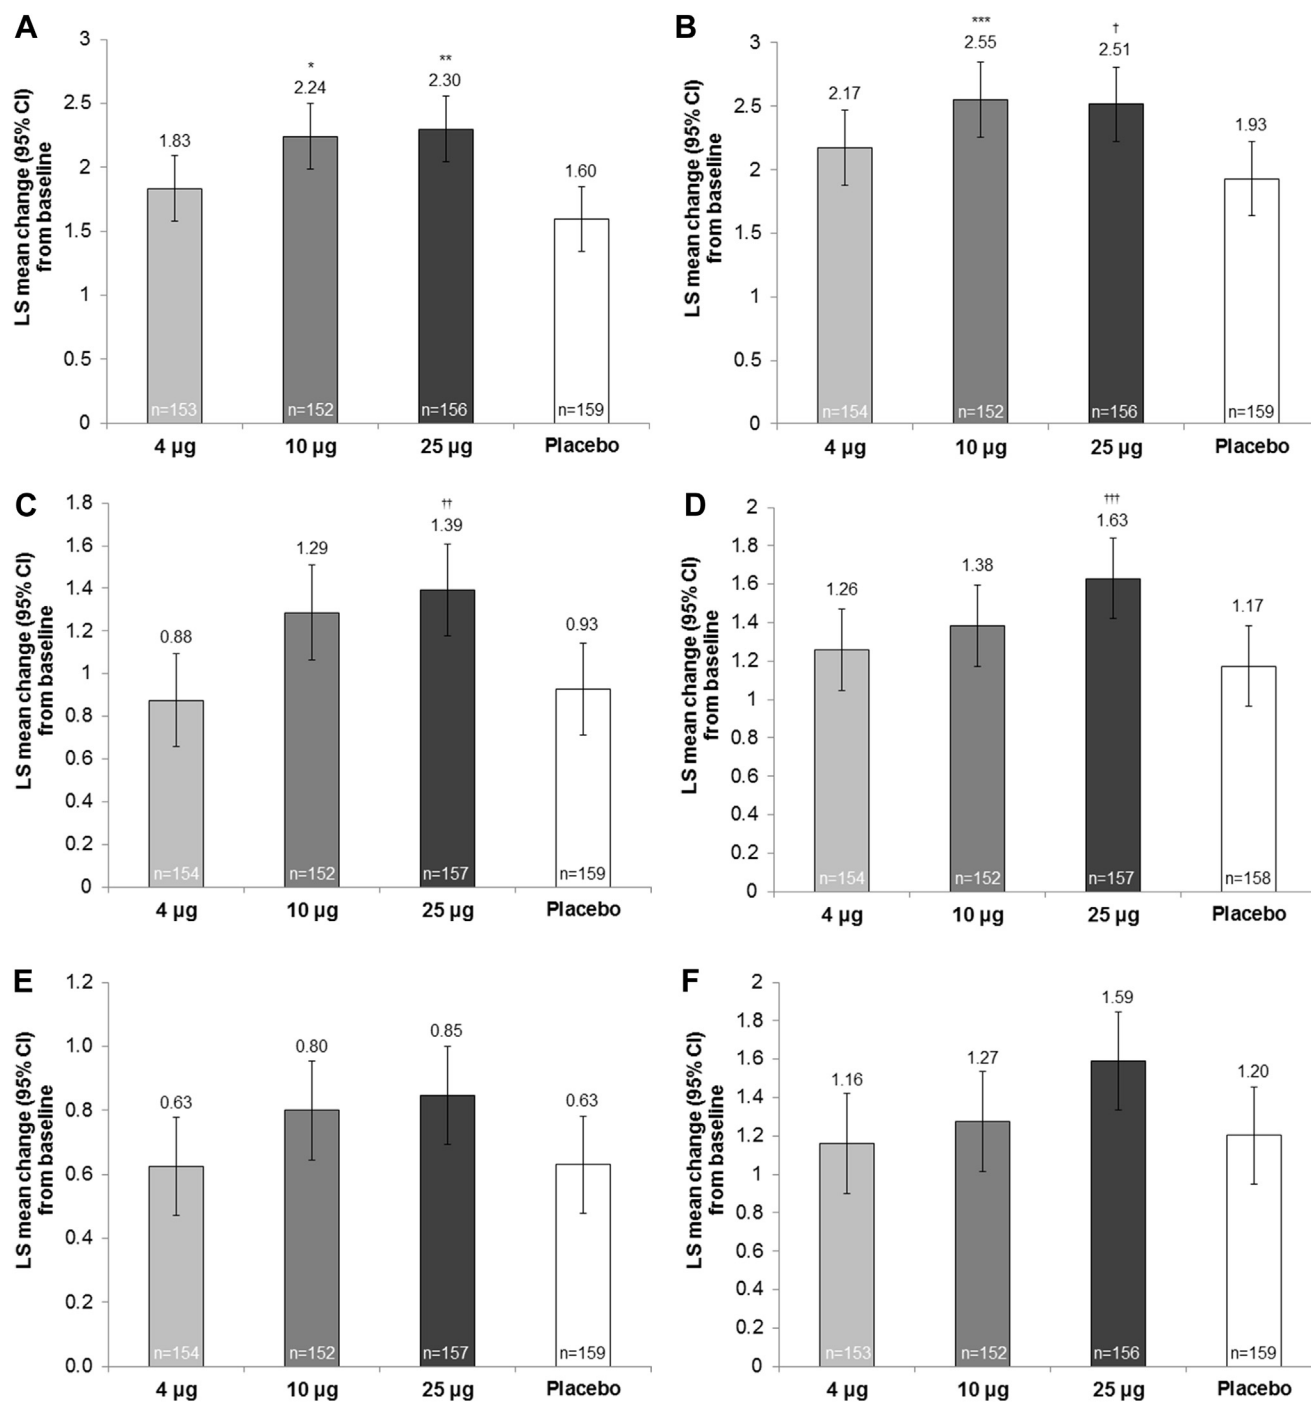 A
LS mean change (95% CI)
from baseline
3
2.5
2
1.5
1
0.5
0
1.83
*
2.24
**
2.30
1.60
n=153
n=152
n=156
n=159
4 µg
10 µg
25 µg
Placebo
B
LS mean change (95% CI)
from baseline
3
2.5
2
1.5
1
0.5
0
2.17
***
2.55
†
2.51
1.93
n=154
n=152
n=156
n=159
4 µg
10 µg
25 µg
Placebo
C
LS mean change (95% CI)
from baseline
1.8
1.6
1.4
1.2
1
0.8
0.6
0.4
0.2
0
0.88
1.29
††
1.39
0.93
n=154
n=152
n=157
n=159
4 µg
10 µg
25 µg
Placebo
D
LS mean change (95% CI)
from baseline
2
1.8
1.6
1.4
1.2
1
0.8
0.6
0.4
0.2
0
1.26
1.38
†††
1.63
1.17
n=154
n=152
n=157
n=158
4 µg
10 µg
25 µg
Placebo
E
LS mean change (95% CI)
from baseline
1.2
1.0
0.8
0.6
0.4
0.2
0.0
0.63
0.80
0.85
0.63
n=154
n=152
n=157
n=159
4 µg
10 µg
25 µg
Placebo
F
LS mean change (95% CI)
from baseline
2
1.8
1.6
1.4
1.2
1
0.8
0.6
0.4
0.2
0
1.16
1.27
1.59
1.20
n=153
n=152
n=156
n=159
4 µg
10 µg
25 µg
Placebo